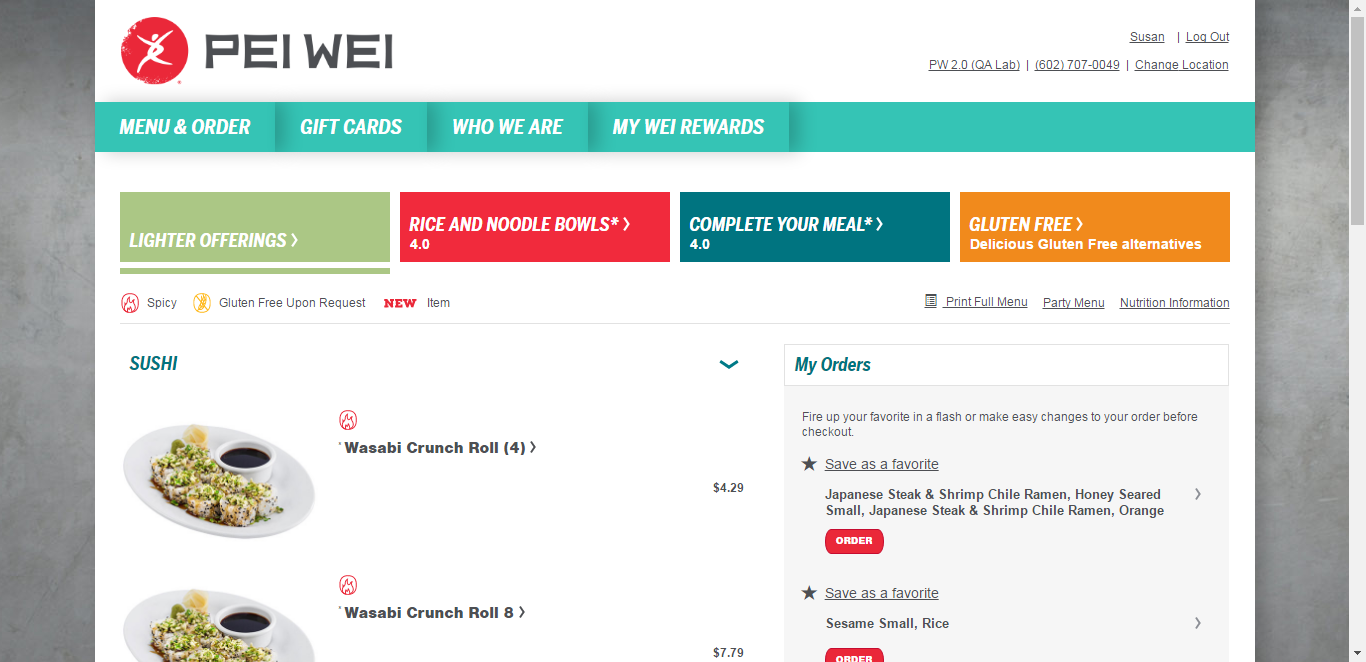 PEI WEI
Susan | Log Out
PW 2.0 (QA Lab) | (602) 707-0049 | Change Location
MENU & ORDER GIFT CARDS WHO WE ARE MY WEI REWARDS
LIGHTER OFFERINGS
RICE AND NOODLE BOWLS*
4.0
COMPLETE YOUR MEAL*
4.0
GLUTEN FREE
Delicious Gluten Free alternatives
Spicy Gluten Free Upon Request NEW Item
Print Full Menu Party Menu Nutrition Information
SUSHI
* Wasabi Crunch Roll (4)
$4.29
* Wasabi Crunch Roll 8
$7.79
My Orders
Fire up your favorite in a flash or make easy changes to your order before
checkout.
Save as a favorite
Japanese Steak & Shrimp Chile Ramen, Honey Seared
Small, Japanese Steak & Shrimp Chile Ramen, Orange
ORDER
Save as a favorite
Sesame Small, Rice
ORDER